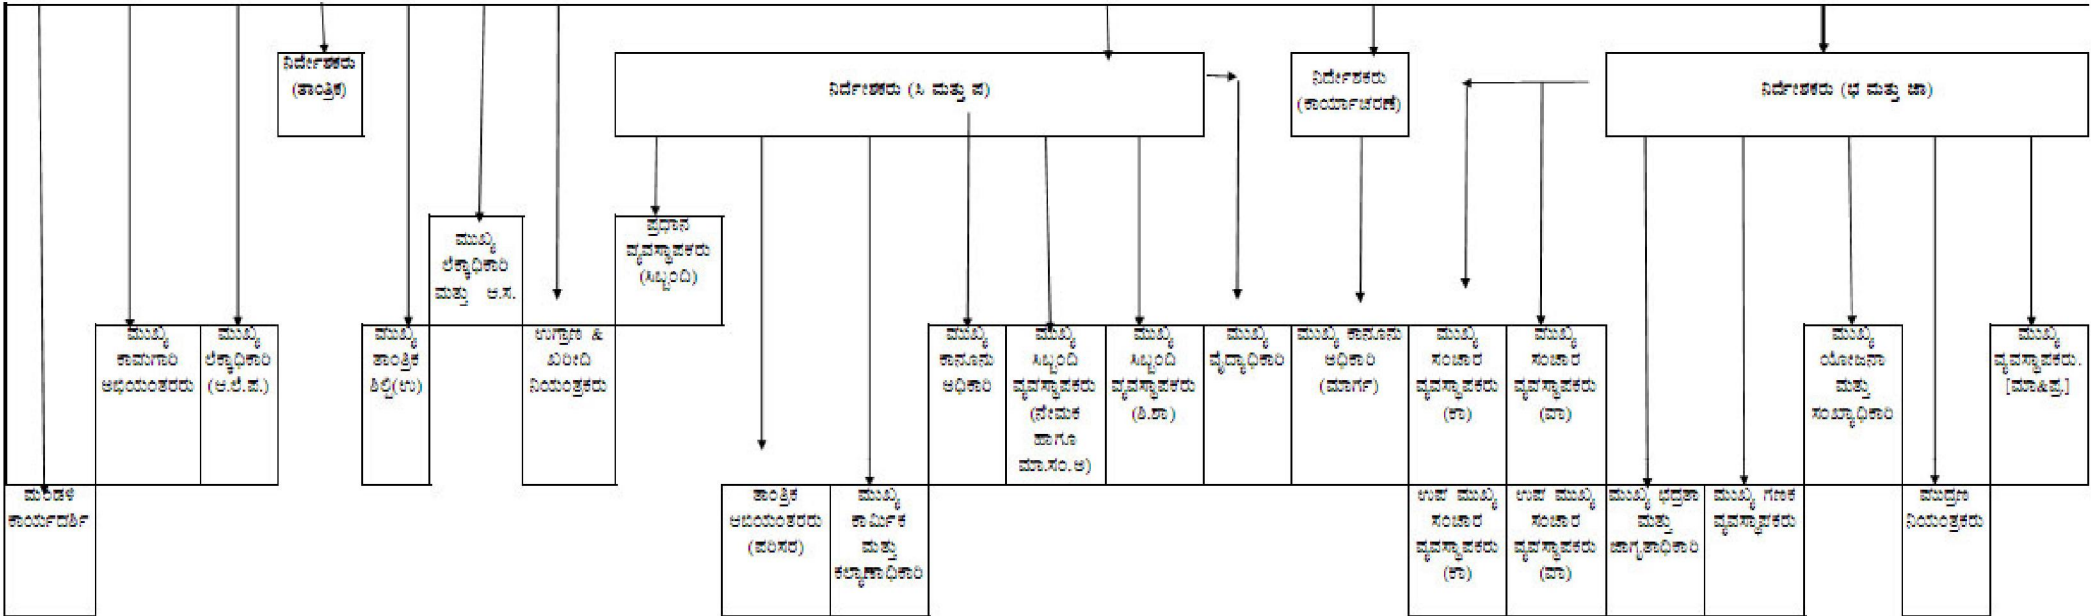 ನಿರ್ದೇಶಕರು
(ತಾಂತ್ರಿಕ)
ನಿರ್ದೇಶಕರು (ಸಿ ಮತ್ತು ಪ)
ನಿರ್ದೇಶಕರು
(ಕಾರ್ಯಾಚರಣೆ)
ನಿರ್ದೇಶಕರು (ಭ ಮತ್ತು ಜಾ)
ಮುಖ್ಯ
ಲೆಕ್ಕಾಧಿಕಾರಿ
ಮತ್ತು ಆ.ಸ.
ಪ್ರಧಾನ
ವ್ಯವಸ್ಥಾಪಕರು
(ಸಿಬ್ಬಂದಿ)
ಮುಖ್ಯ
ಕಾಮಗಾರಿ
ಅಭಿಯಂತರರು
ಮುಖ್ಯ
ಲೆಕ್ಕಾಧಿಕಾರಿ
(ಆ.ಲೆ.ಪ.)
ಮುಖ್ಯ
ತಾಂತ್ರಿಕ
ಶಿಲ್ಪಿ(ಉ)
ಉಗ್ರಾಣ &
ಖರೀದಿ
ನಿಯಂತ್ರಕರು
ಮುಖ್ಯ
ಕಾನೂನು
ಅಧಿಕಾರಿ
ಮುಖ್ಯ
ಸಿಬ್ಬಂದಿ
ವ್ಯವಸ್ಥಾಪಕರು
(ನೇಮಕ
ಹಾಗೂ
ಮಾ.ಸಂ.ಅ)
ಮುಖ್ಯ
ಸಿಬ್ಬಂದಿ
ವ್ಯವಸ್ಥಾಪಕರು
(ಶಿ.ಶಾ)
ಮುಖ್ಯ
ವೈದ್ಯಾಧಿಕಾರಿ
ಮುಖ್ಯ ಕಾನೂನು
ಅಧಿಕಾರಿ
(ಮಾರ್ಗ)
ಮುಖ್ಯ
ಸಂಚಾರ
ವ್ಯವಸ್ಥಾಪಕರು
(ಕಾ)
ಮುಖ್ಯ
ಸಂಚಾರ
ವ್ಯವಸ್ಥಾಪಕರು
(ವಾ)
ಮುಖ್ಯ
ಯೋಜನಾ
ಮತ್ತು
ಸಂಖ್ಯಾಧಿಕಾರಿ
ಮುಖ್ಯ
ವ್ಯವಸ್ಥಾಪಕರು.
[ಮಾ&ಪ್ರ.]
ಮಂಡಳಿ
ಕಾರ್ಯದರ್ಶಿ
ತಾಂತ್ರಿಕ
ಅಭಿಯಂತರರು
(ಪರಿಸರ)
ಮುಖ್ಯ
ಕಾರ್ಮಿಕ
ಮತ್ತು
ಕಲ್ಯಾಣಾಧಿಕಾರಿ
ಉಪ ಮುಖ್ಯ
ಸಂಚಾರ
ವ್ಯವಸ್ಥಾಪಕರು
(ಕಾ)
ಉಪ ಮುಖ್ಯ
ಸಂಚಾರ
ವ್ಯವಸ್ಥಾಪಕರು
(ವಾ)
ಮುಖ್ಯ ಭದ್ರತಾ
ಮತ್ತು
ಜಾಗೃತಾಧಿಕಾರಿ
ಮುಖ್ಯ ಗಣಕ
ವ್ಯವಸ್ಥಾಪಕರು
ಮುದ್ರಣ
ನಿಯಂತ್ರಕರು